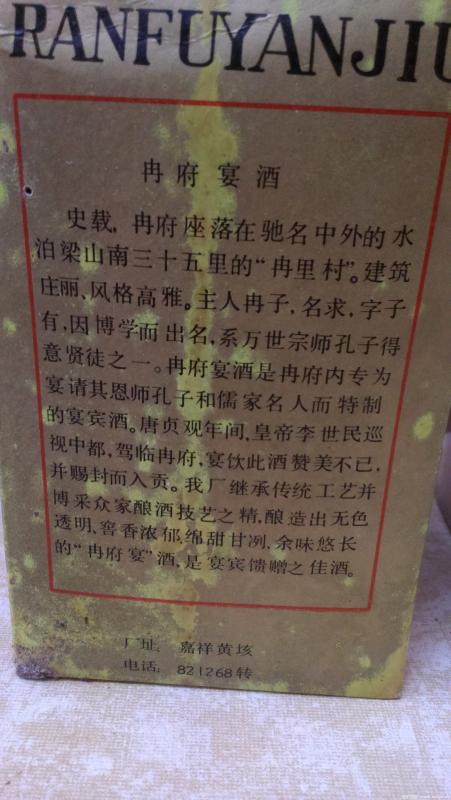 RANFUYANJIU
冉府宴酒
史载，冉府座落在驰名中外的水
泊梁山南三十五里的“冉里村”。建筑
庄丽、风格高雅。主人冉子，名求，字子
有，因博学而出名，系万世宗师孔子得
意贤徒之一。冉府宴酒是冉府内专为
宴请其恩师孔子和儒家名人而特制
的宴宾酒。唐贞观年间，皇帝李世民巡
视中都，驾临冉府，宴饮此酒赞美不已，
并赐封而入贡。我厂继承传统工艺并
博采众家酿酒技艺之精，酿造出无色
透明、窖香浓郁、绵甜甘冽、余味悠长
的“冉府宴”酒，是宴宾馈赠之佳酒。
厂址：嘉祥黄垓
电话：821268转